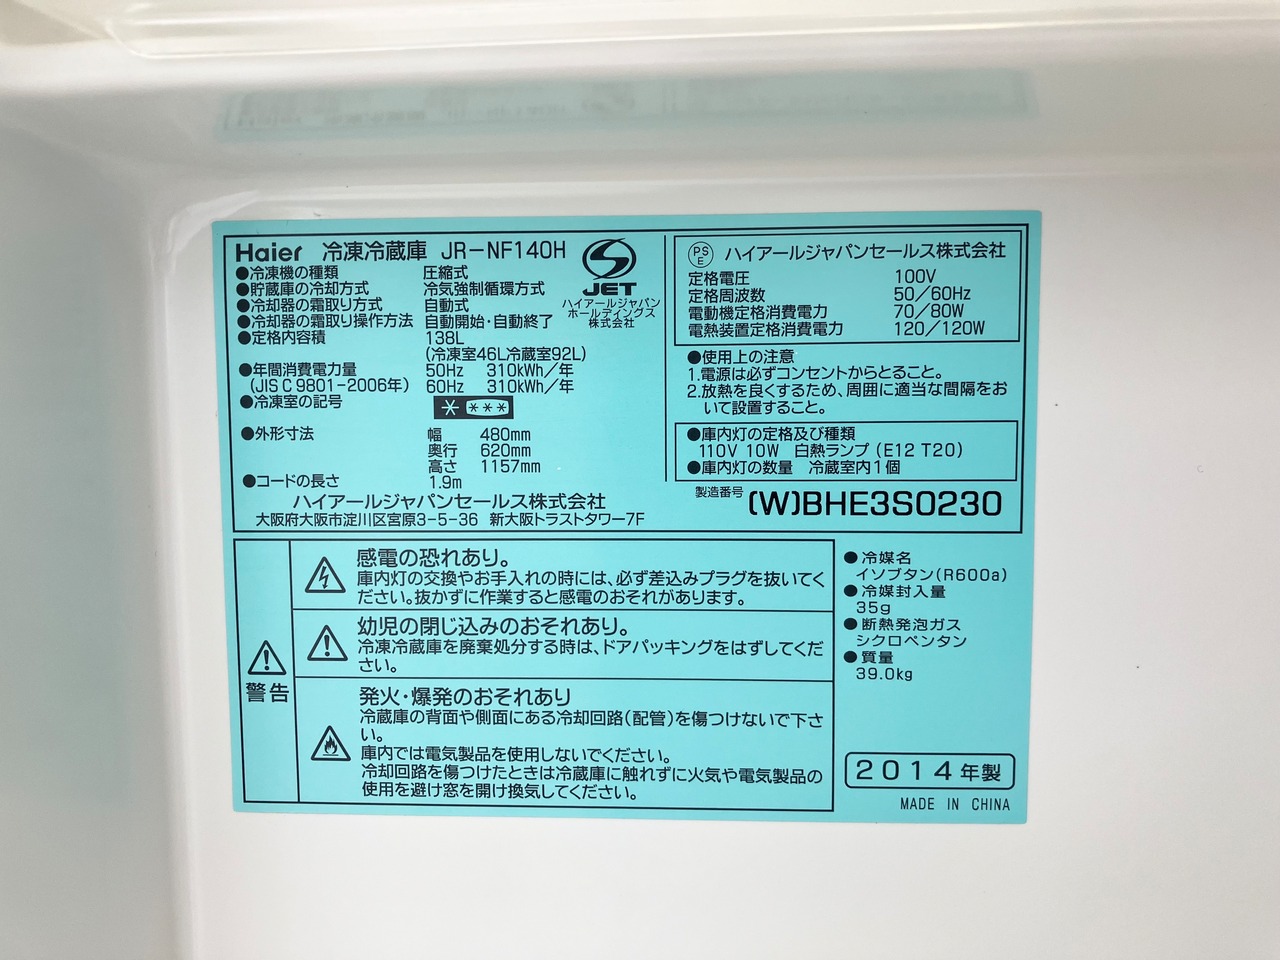 Haier 冷凍冷蔵庫 JR-NF140H
●冷凍機の種類 圧縮式
●貯蔵庫の冷却方式 冷気強制循環方式
●冷却器の霜取り方式 自動式
●冷却器の霜取り操作方法 自動開始・自動終了
●定格内容積 138L
(冷凍室46L冷蔵室92L)
●年間消費電力量 50Hz 310kWh/年
(JIS C 9801-2006年) 60Hz 310kWh/年
●冷凍室の記号 * ***
●外形寸法 幅 480mm
奥行 620mm
高さ 1157mm
●コードの長さ 1.9m
ハイアールジャパンセールス株式会社
大阪府大阪市淀川区宮原3-5-36 新大阪トラストタワー7F
JET
ハイアールジャパン
ホールディングス
株式会社
PS
E
ハイアールジャパンセールス株式会社
定格電圧 100V
定格周波数 50/60Hz
電動機定格消費電力 70/80W
電熱装置定格消費電力 120/120W
●使用上の注意
1.電源は必ずコンセントからとること。
2.放熱を良くするため、周囲に適当な間隔をお
いて設置すること。
●庫内灯の定格及び種類
110V 10W 白熱ランプ(E12 T20)
●庫内灯の数量 冷蔵室内1個
製造番号 (W)BHE3S0230
警告
感電の恐れあり。
庫内灯の交換やお手入れの時には、必ず差込みプラグを抜いてく
ださい。抜かずに作業すると感電のおそれがあります。
幼児の閉じ込みのおそれあり。
冷凍冷蔵庫を廃棄処分する時は、ドアパッキングをはずしてくだ
さい。
発火・爆発のおそれあり
冷蔵庫の背面や側面にある冷却回路(配管)を傷つけないで下さ
い。
庫内では電気製品を使用しないでください。
冷却回路を傷つけたときは冷蔵庫に触れずに火気や電気製品の
使用を避け窓を開け換気してください。
●冷媒名
イソブタン(R600a)
●冷媒封入量
35g
●断熱発泡ガス
シクロペンタン
●質量
39.0kg
2014年製
MADE IN CHINA